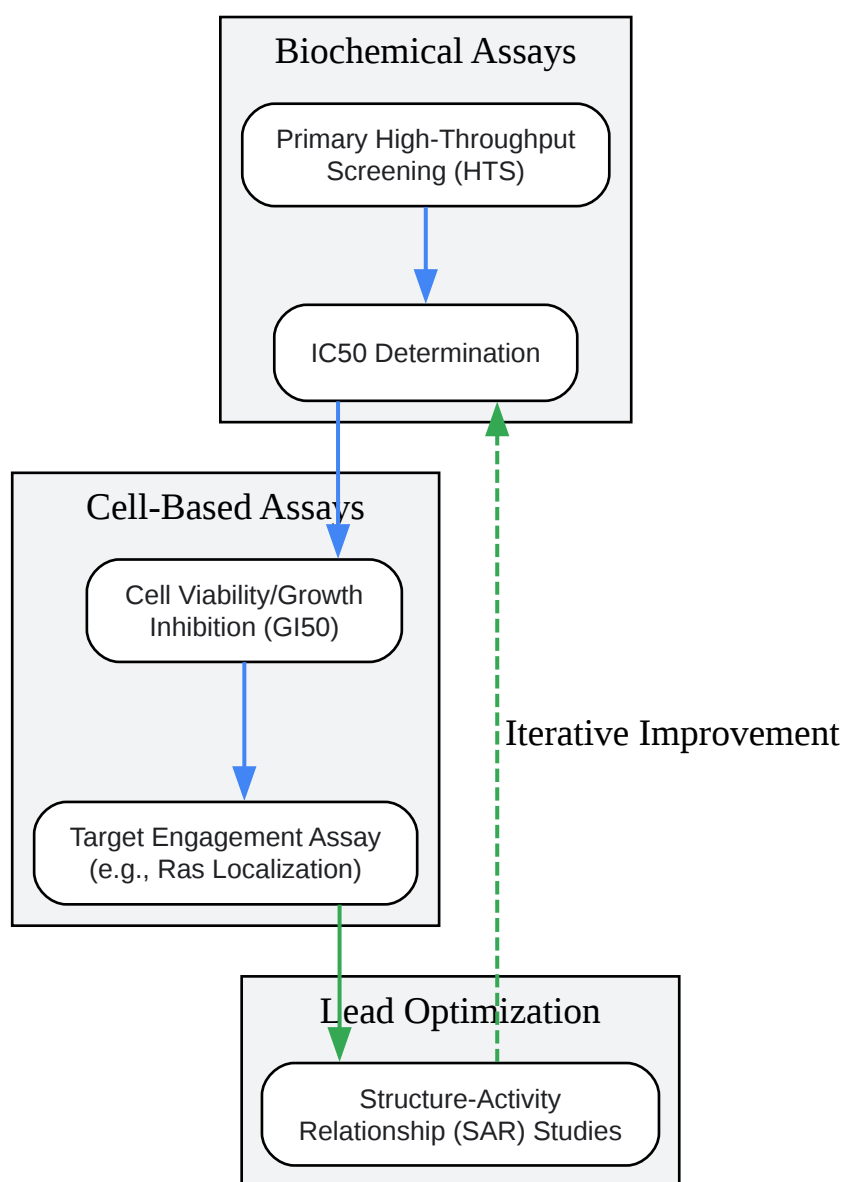 Biochemical Assays
Primary High-Throughput
Screening (HTS)
IC50 Determination
Cell-Based Assays
Cell Viability/Growth
Inhibition (GI50)
Iterative Improvement
Target Engagement Assay
(e.g., Ras Localization)
Lead Optimization
Structure-Activity
Relationship (SAR) Studies